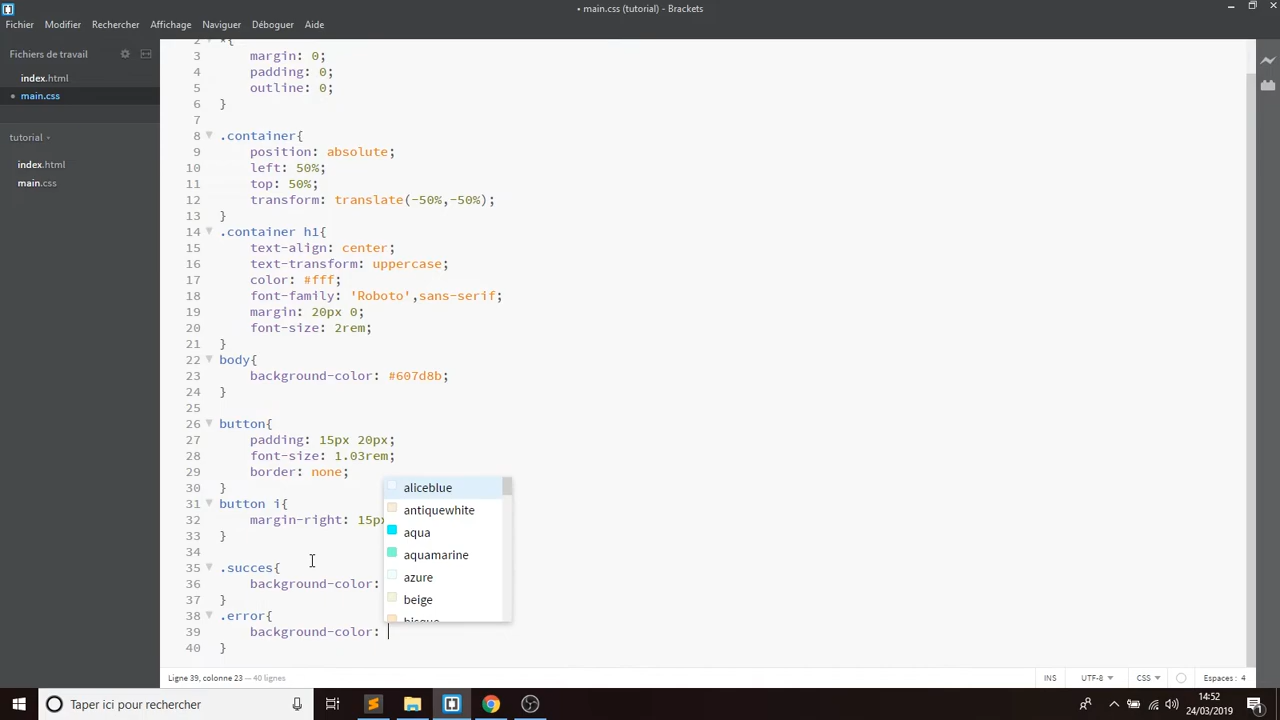 • main.css (tutorial) - Brackets
Fichier Modifier Rechercher Affichage Naviguer Déboguer Aide
Fichiers de travail
index.html
• main.css
tutorial
index.html
main.css
2 *{
3 margin: 0;
4 padding: 0;
5 outline: 0;
6 }
7
8 .container{
9 position: absolute;
10 left: 50%;
11 top: 50%;
12 transform: translate(-50%,-50%);
13 }
14 .container h1{
15 text-align: center;
16 text-transform: uppercase;
17 color: #fff;
18 font-family: 'Roboto',sans-serif;
19 margin: 20px 0;
20 font-size: 2rem;
21 }
22 body{
23 background-color: #607d8b;
24 }
25
26 button{
27 padding: 15px 20px;
28 font-size: 1.03rem;
29 border: none;
30 }
31 button i{
32 margin-right: 15px
33 }
34
35 .succes{
36 background-color:
37 }
38 .error{
39 background-color:
40 }
aliceblue
antiquewhite
aqua
aquamarine
azure
beige
bisque
Ligne 39, colonne 23 — 40 lignes
INS UTF-8 CSS Espaces : 4
Taper ici pour rechercher
14:52
24/03/2019
1